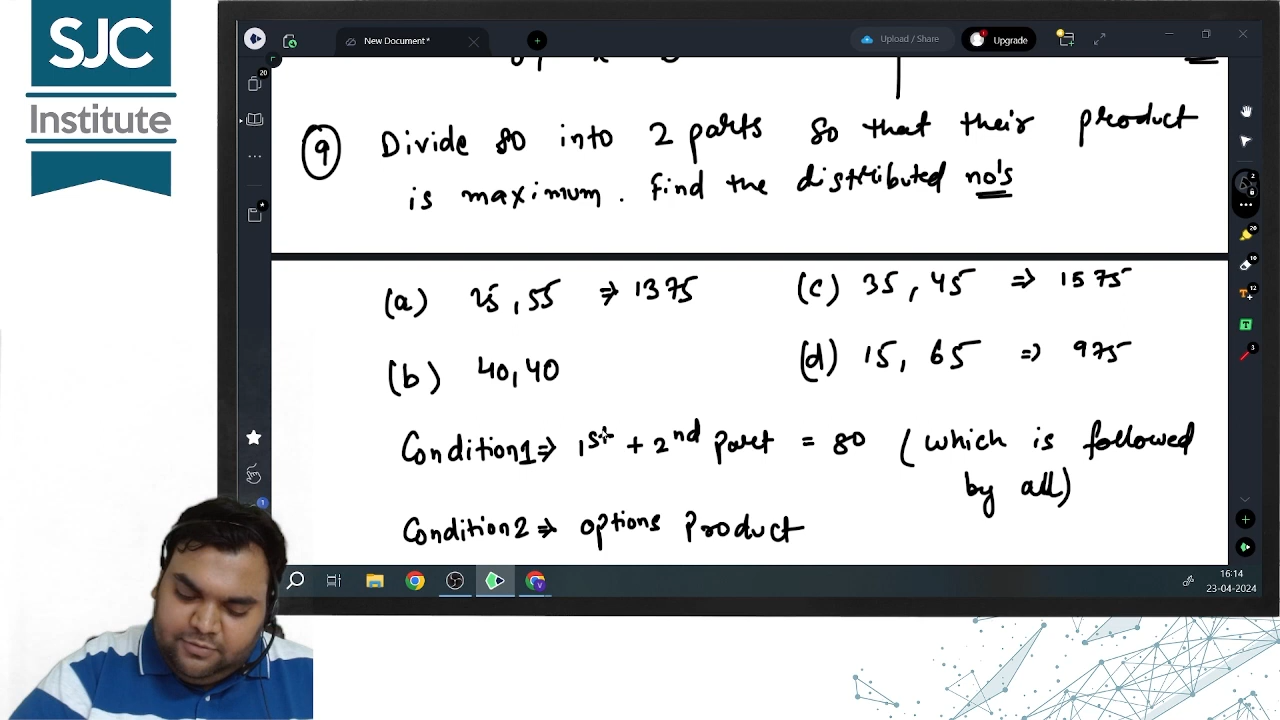 SJC
Institute
New Document*
Upload / Share
Upgrade
9 Divide 80 into 2 parts so that their product
is maximum. Find the distributed no's
(a) 25, 55 ⇒ 1375
(c) 35, 45 ⇒ 1575
(b) 40, 40
(d) 15, 65 ⇒ 975
Condition1 ⇒ 1st + 2nd part = 80 (which is followed
by all)
Condition2 ⇒ options product
16:14
23-04-2024